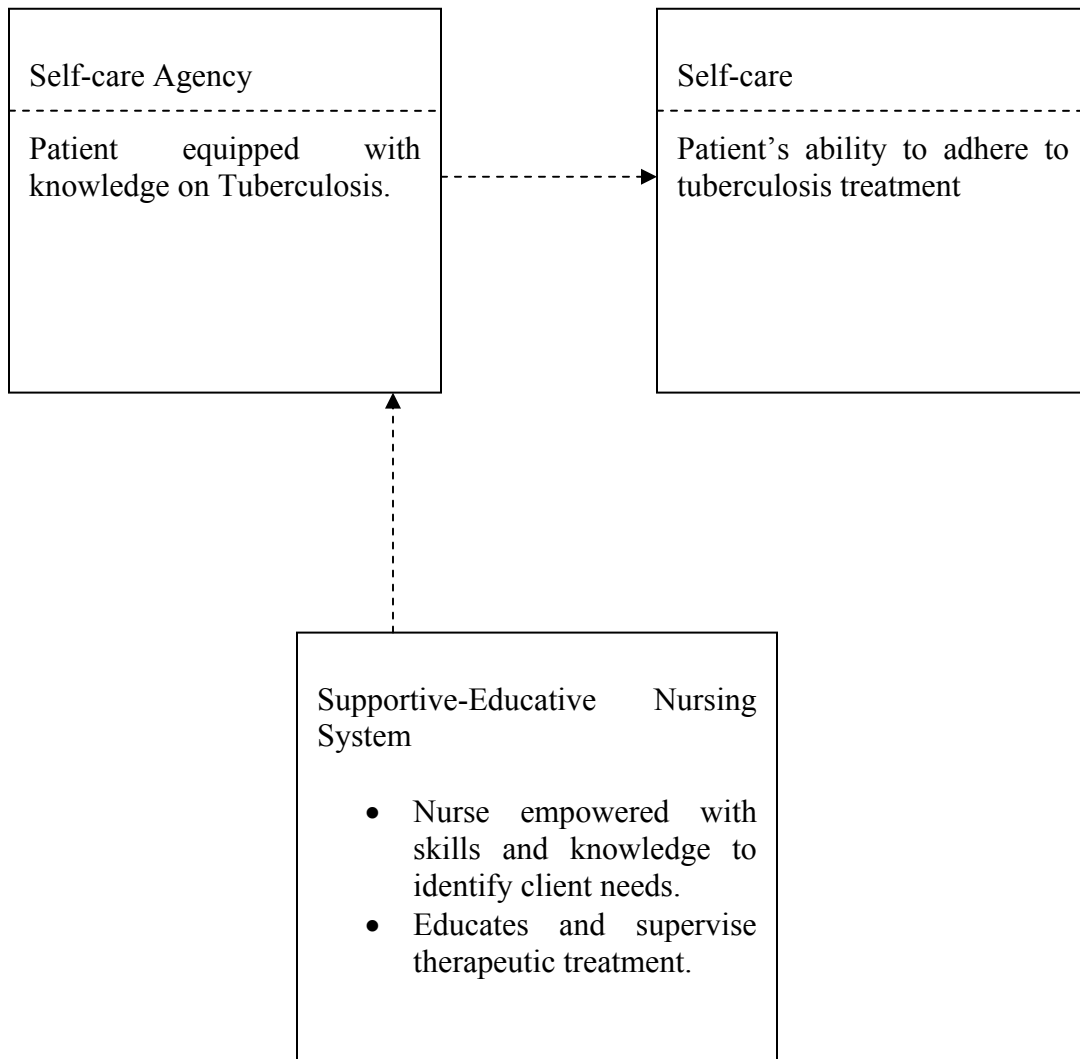 Self-care Agency
Patient equipped with
knowledge on Tuberculosis.
Self-care
Patient’s ability to adhere to
tuberculosis treatment
Supportive-Educative Nursing
System
• Nurse empowered with
skills and knowledge to
identify client needs.
• Educates and supervise
therapeutic treatment.